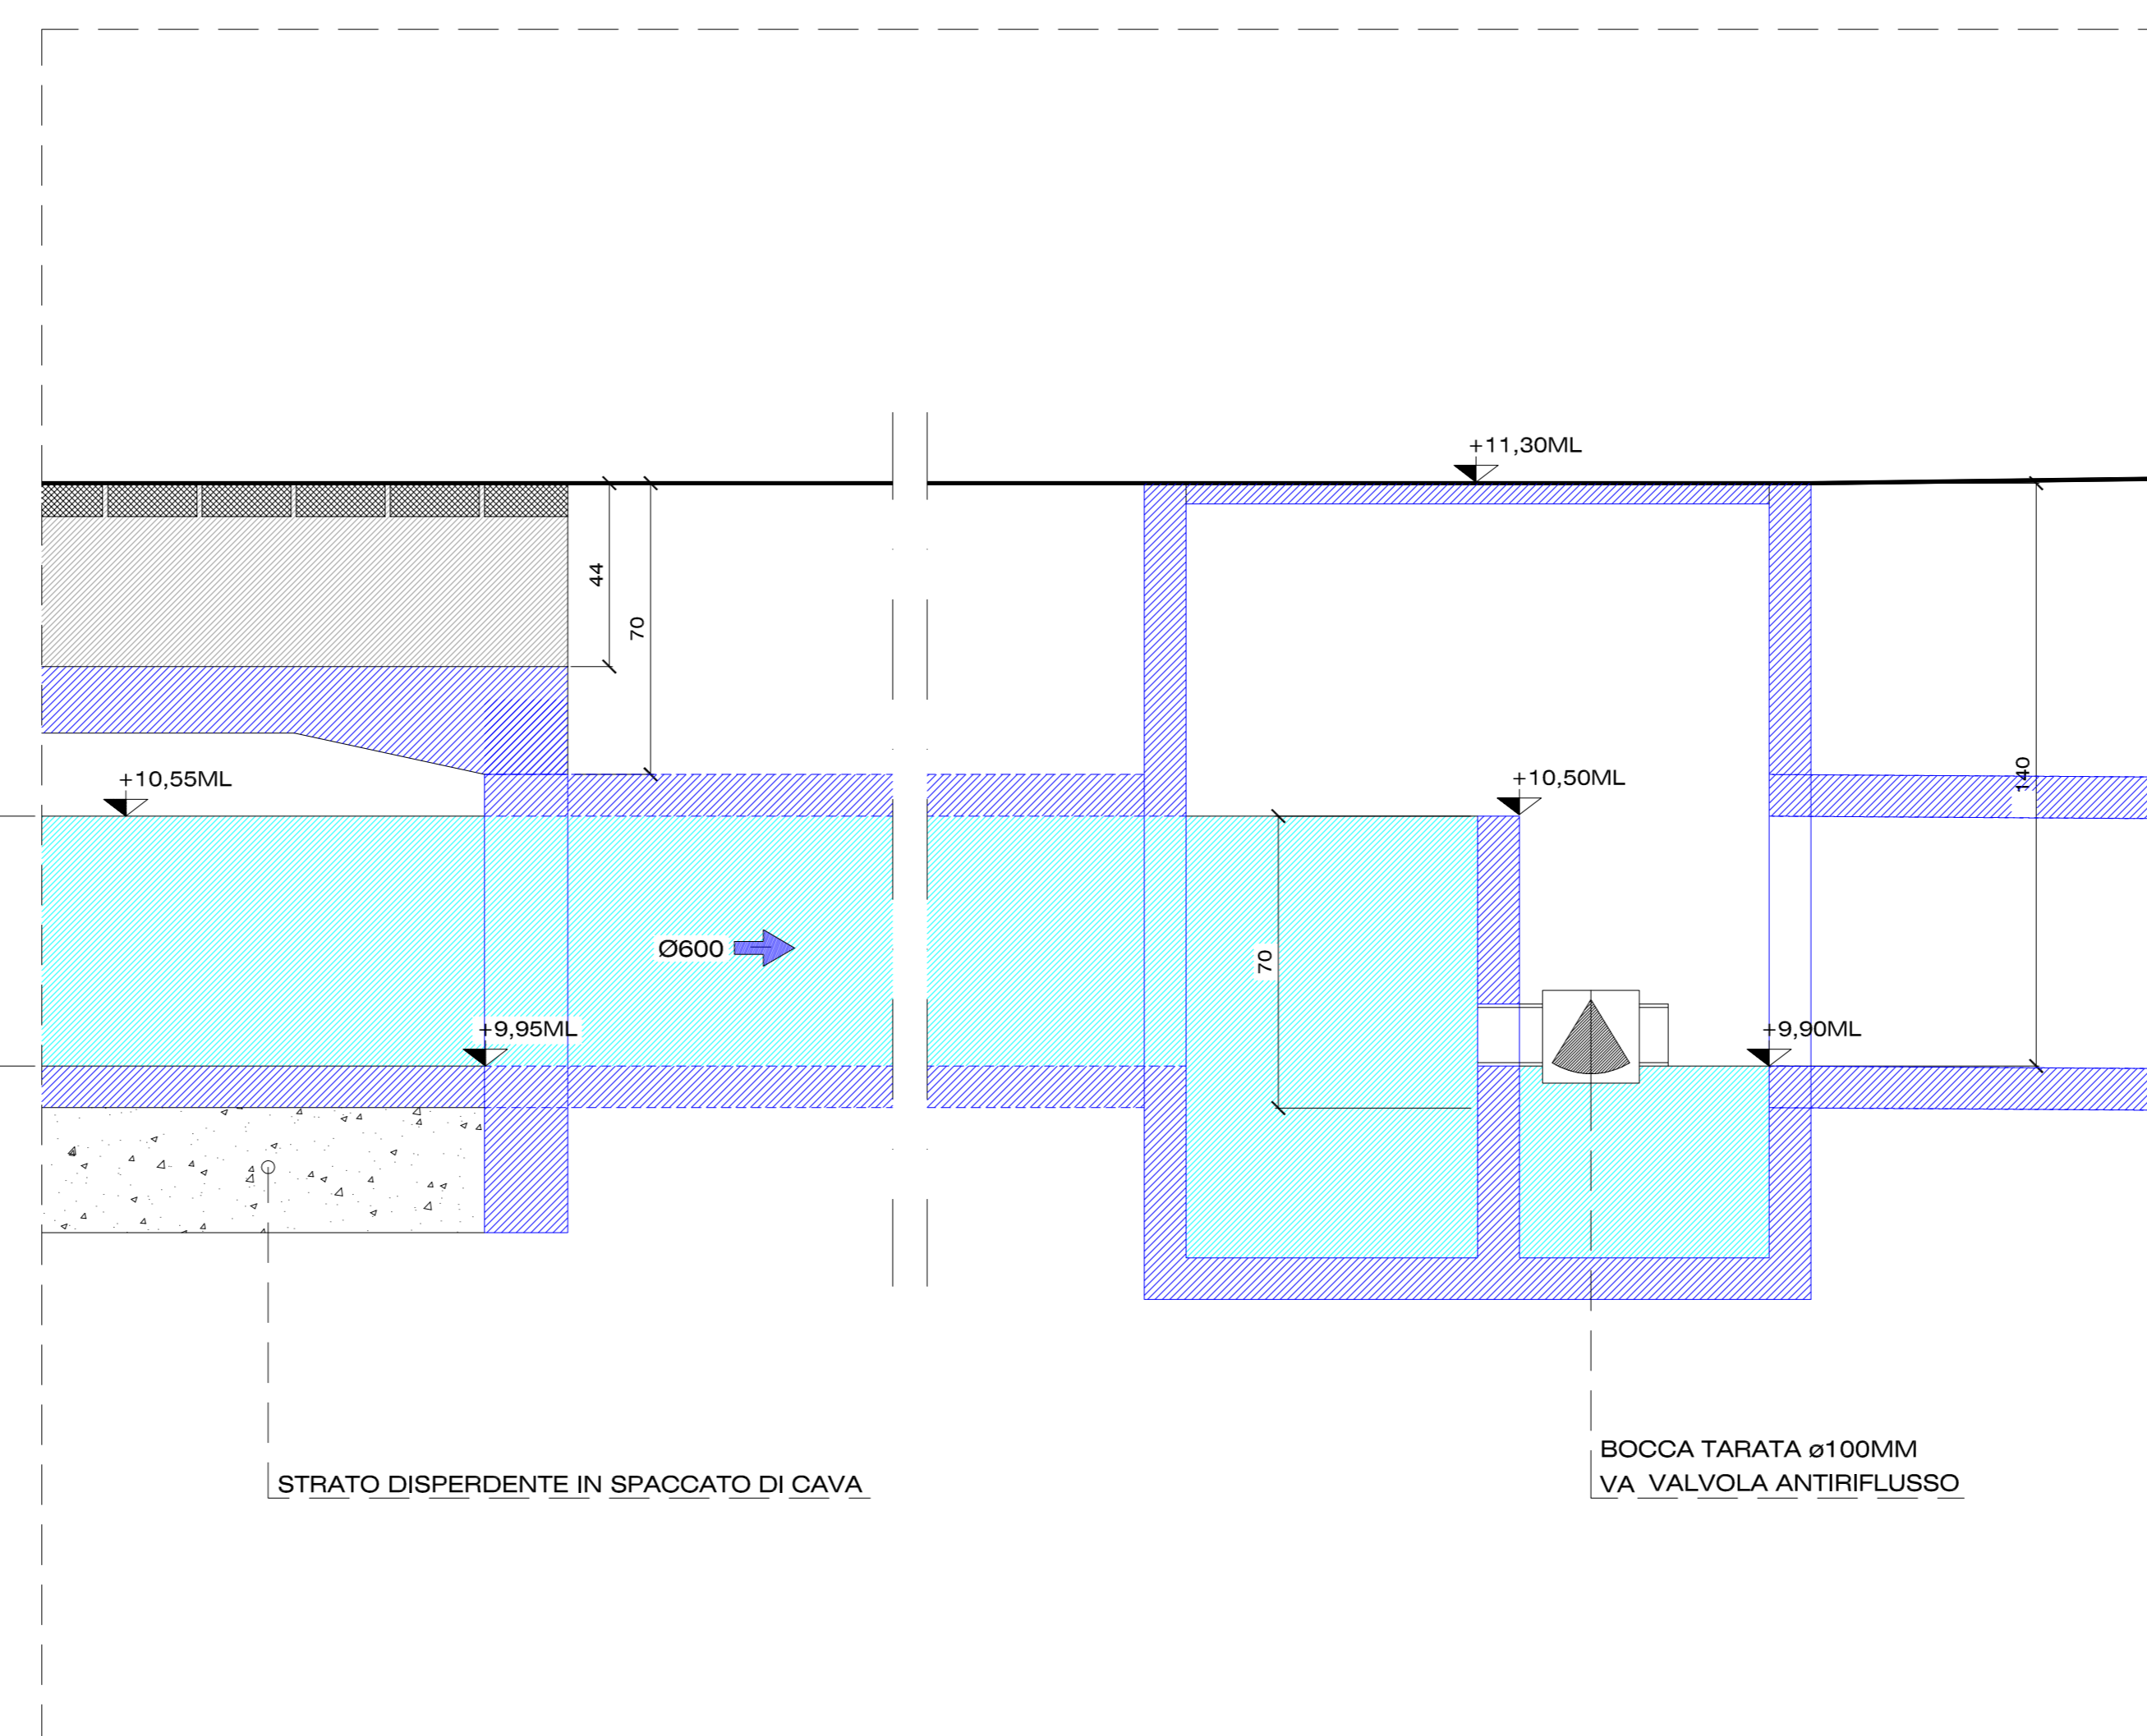 +11,30ML
44
70
+10,55ML
+10,50ML
140
Ø600
70
+9,95ML
+9,90ML
BOCCA TARATA ø100MM
STRATO DISPERDENTE IN SPACCATO DI CAVA
VA VALVOLA ANTIRIFLUSSO